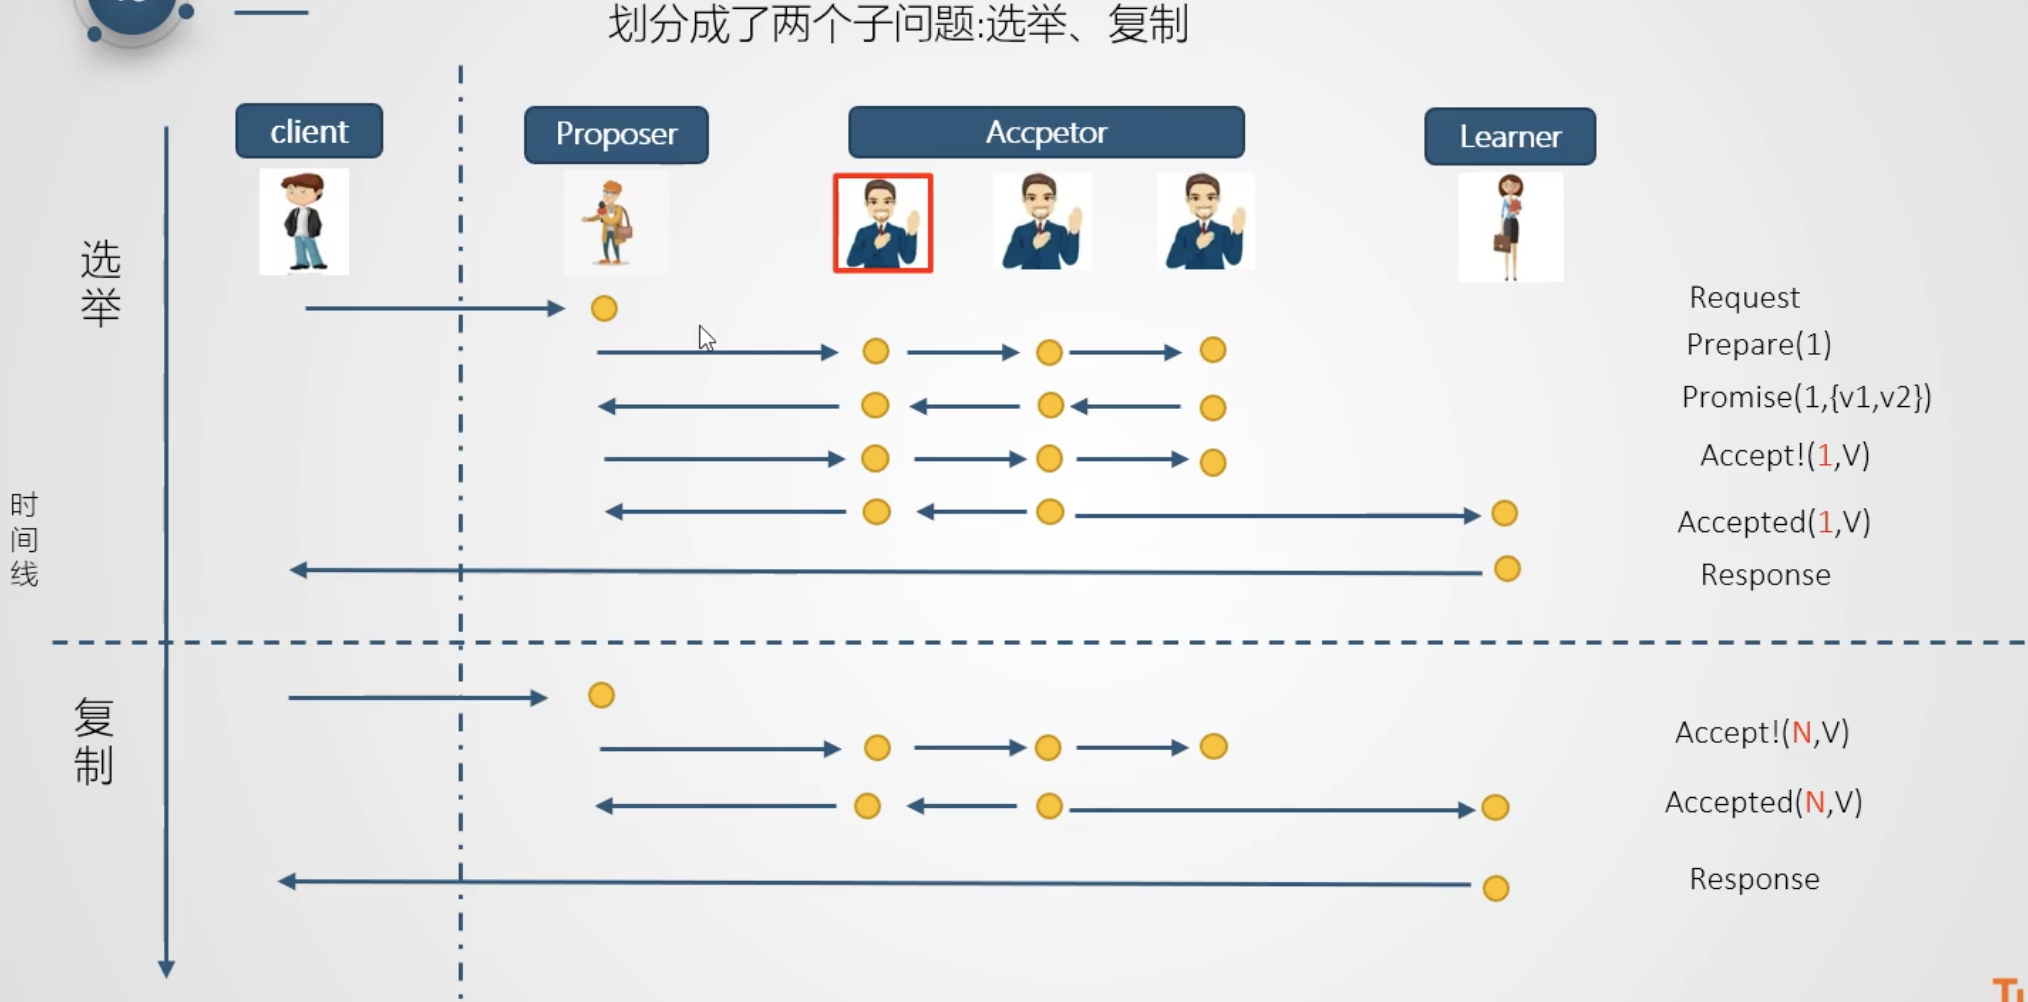 划分成了两个子问题:选举、复制
client
Proposer
Accpetor
Learner
选举
Request
Prepare(1)
Promise(1,{v1,v2})
Accept!(1,V)
时间线
Accepted(1,V)
Response
复制
Accept!(N,V)
Accepted(N,V)
Response